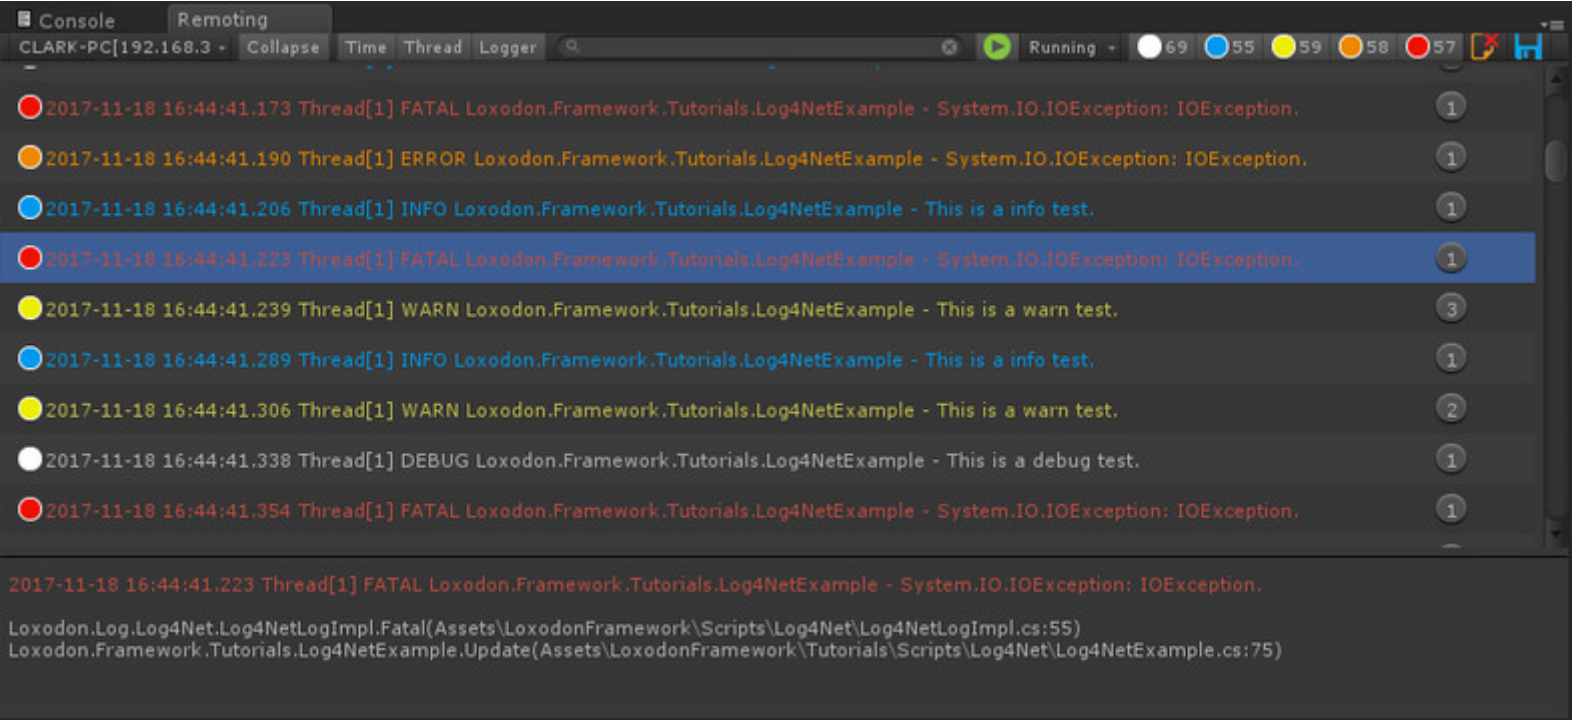 Console Remoting
CLARK-PC[192.168.3 Collapse Time Thread Logger Running 69 55 59 58 57
2017-11-18 16:44:41.173 Thread[1] FATAL Loxodon.Framework.Tutorials.Log4NetExample - System.IO.IOException: IOException. 1
2017-11-18 16:44:41.190 Thread[1] ERROR Loxodon.Framework.Tutorials.Log4NetExample - System.IO.IOException: IOException. 1
2017-11-18 16:44:41.206 Thread[1] INFO Loxodon.Framework.Tutorials.Log4NetExample - This is a info test. 1
2017-11-18 16:44:41.223 Thread[1] FATAL Loxodon.Framework.Tutorials.Log4NetExample - System.IO.IOException: IOException. 1
2017-11-18 16:44:41.239 Thread[1] WARN Loxodon.Framework.Tutorials.Log4NetExample - This is a warn test. 3
2017-11-18 16:44:41.289 Thread[1] INFO Loxodon.Framework.Tutorials.Log4NetExample - This is a info test. 1
2017-11-18 16:44:41.306 Thread[1] WARN Loxodon.Framework.Tutorials.Log4NetExample - This is a warn test. 2
2017-11-18 16:44:41.338 Thread[1] DEBUG Loxodon.Framework.Tutorials.Log4NetExample - This is a debug test. 1
2017-11-18 16:44:41.354 Thread[1] FATAL Loxodon.Framework.Tutorials.Log4NetExample - System.IO.IOException: IOException. 1
2017-11-18 16:44:41.223 Thread[1] FATAL Loxodon.Framework.Tutorials.Log4NetExample - System.IO.IOException: IOException.
Loxodon.Log.Log4Net.Log4NetLogImpl.Fatal(Assets\LoxodonFramework\Scripts\Log4Net\Log4NetLogImpl.cs:55)
Loxodon.Framework.Tutorials.Log4NetExample.Update(Assets\LoxodonFramework\Tutorials\Scripts\Log4Net\Log4NetExample.cs:75)